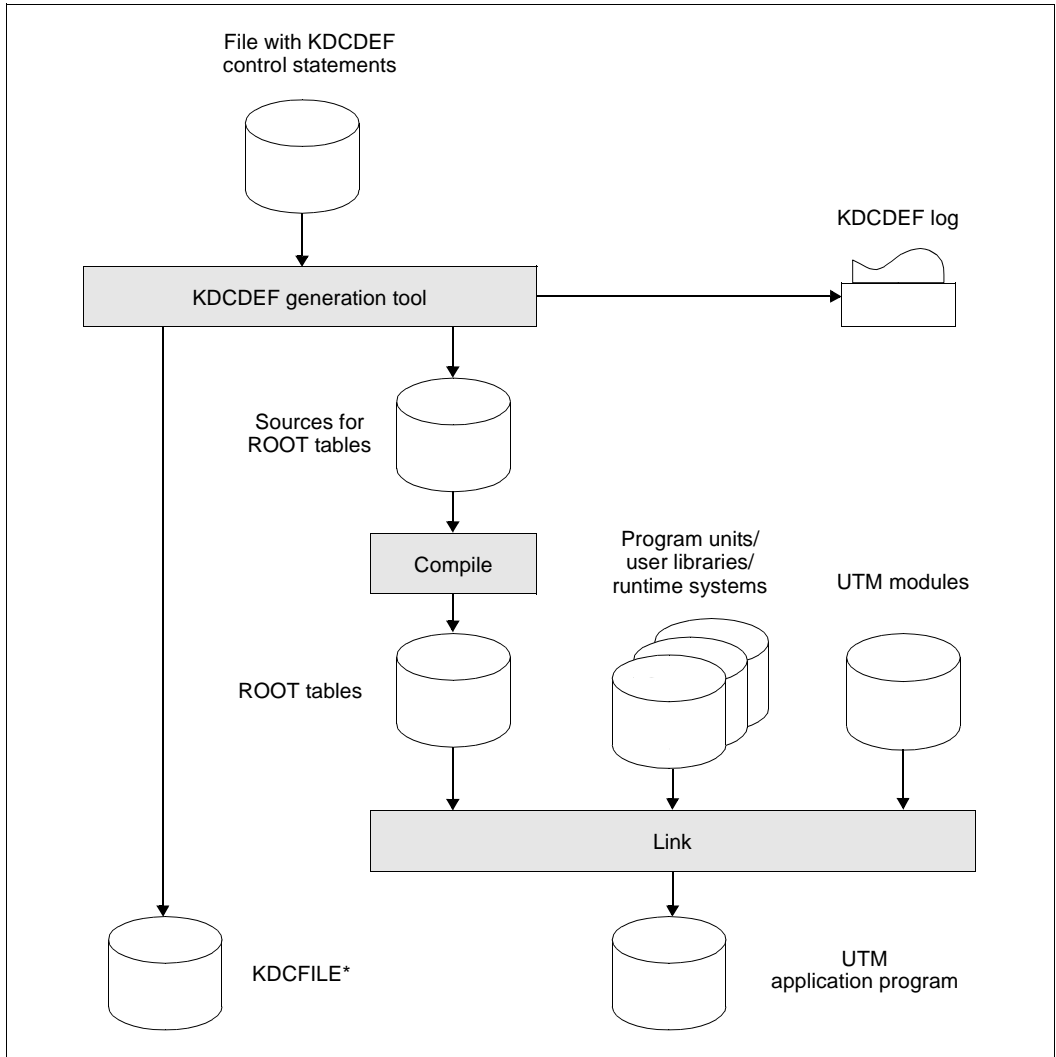 File with KDCDEF
control statements
KDCDEF log
KDCDEF generation tool
Sources for
ROOT tables
Compile
Program units/
user libraries/
runtime systems
UTM modules
ROOT tables
Link
KDCFILE*
UTM
application program